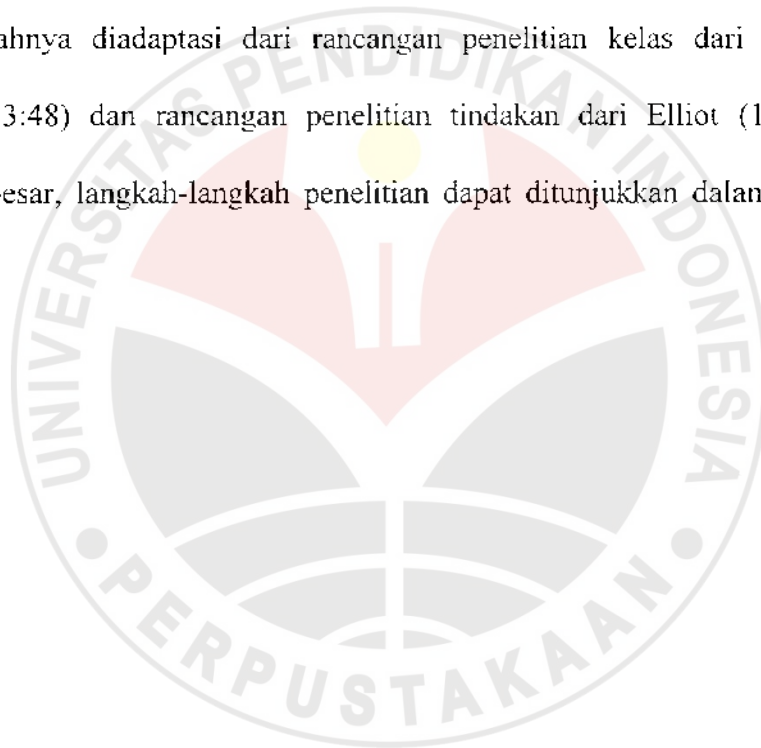 ahnya diadaptasi dari rancangan penelitian kelas dari
3:48) dan rancangan penelitian tindakan dari Elliot (1
esar, langkah-langkah penelitian dapat ditunjukkan dalam
UNIVERSITAS PENDIDIKAN INDONESIA
PERPUSTAKAAN